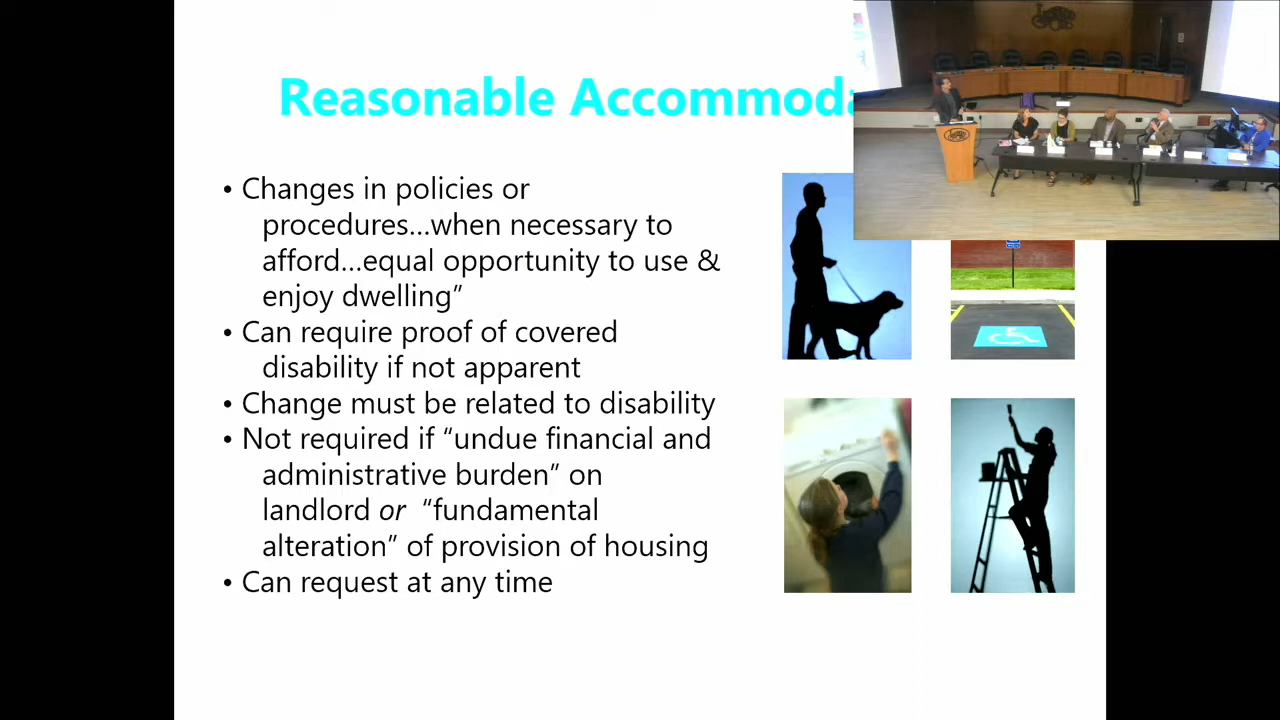 Reasonable Accommoda
• Changes in policies or
procedures...when necessary to
afford...equal opportunity to use &
enjoy dwelling”
• Can require proof of covered
disability if not apparent
• Change must be related to disability
• Not required if “undue financial and
administrative burden” on
landlord or “fundamental
alteration” of provision of housing
• Can request at any time